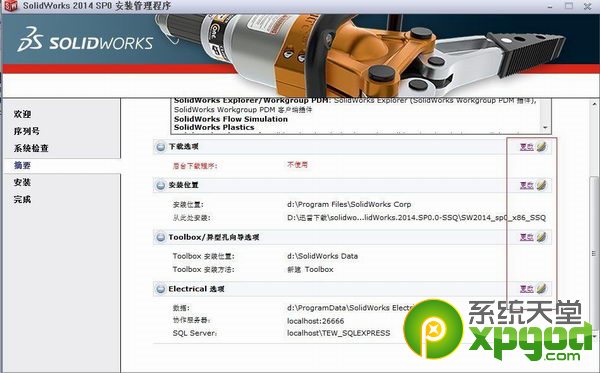 SolidWorks 2014 SP0 安装管理程序
SOLIDWORKS
欢迎
序列号
系统检查
摘要
安装
完成
SolidWorks Explorer/Workgroup PDM: SolidWorks Explorer (SolidWorks Workgroup PDM 插件),
SolidWorks Workgroup PDM 客户端插件
SolidWorks Flow Simulation
SolidWorks Plastics
下载选项 更改
后台下载程序: 不使用
安装位置 更改
安装位置: d:\Program Files\SolidWorks Corp
从此处安装: D:\迅雷下载\solidwo...lidWorks.2014.SP0.0-SSQ\SW2014_sp0_x86_SSQ
Toolbox/异型孔向导选项 更改
Toolbox 安装位置: d:\SolidWorks Data
Toolbox 安装方法: 新建 Toolbox
Electrical 选项 更改
数据: d:\ProgramData\SolidWorks Electri
协作服务器: localhost:26666
SQL Server: localhost\TEW_SQLEXPRESS
系统天堂
xpgod.com